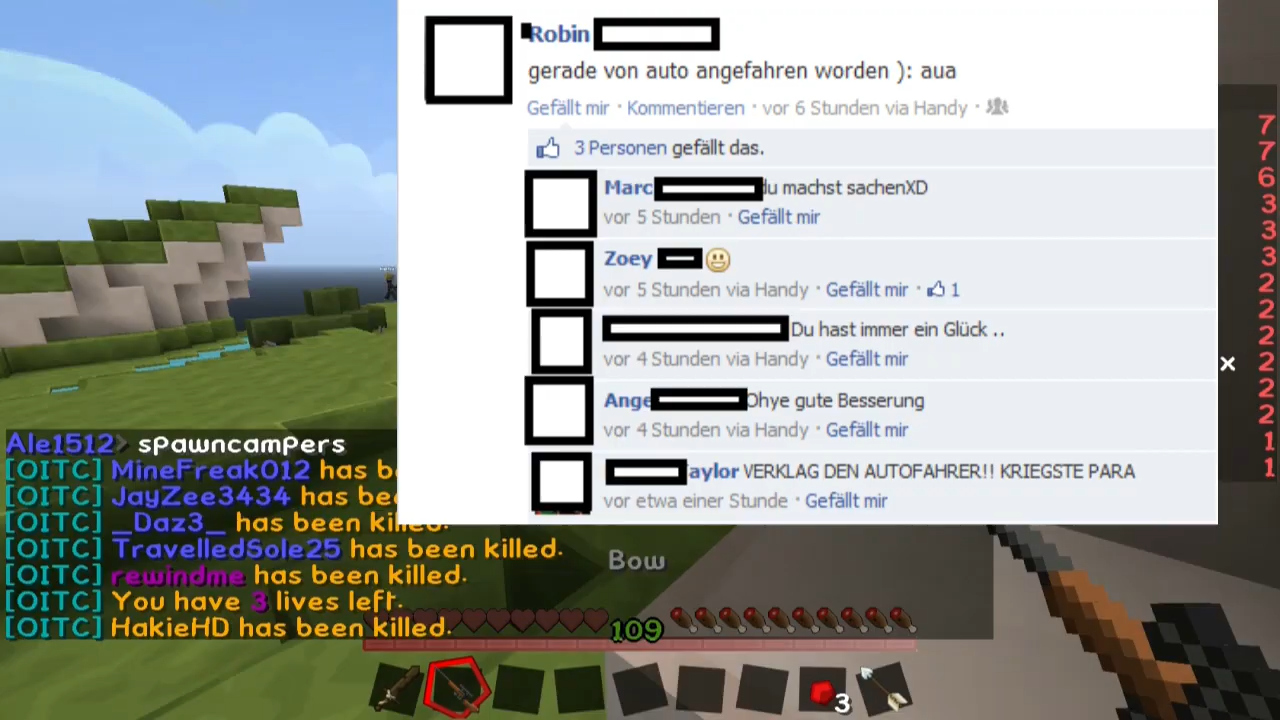 Robin
gerade von auto angefahren worden ): aua
Gefällt mir · Kommentieren · vor 6 Stunden via Handy ·
3 Personen gefällt das.
Marc du machst sachenXD
vor 5 Stunden · Gefällt mir
Zoey
vor 5 Stunden via Handy · Gefällt mir · 1
Du hast immer ein Glück ..
vor 4 Stunden via Handy · Gefällt mir
Ange Ohye gute Besserung
vor 4 Stunden via Handy · Gefällt mir
aylor VERKLAG DEN AUTOFAHRER!! KRIEGSTE PARA
vor etwa einer Stunde · Gefällt mir
7
7
6
3
3
3
2
2
2
2
2
2
1
1
Ale1512> spawncampers
[OITC] MineFreak012 has be
[OITC] JayZee3434 has bee
[OITC] _Daz3_ has been killed.
[OITC] TravelledSole25 has been killed.
[OITC] rewindme has been killed.
[OITC] You have 3 lives left.
[OITC] HakieHD has been killed.
Bow
109
3